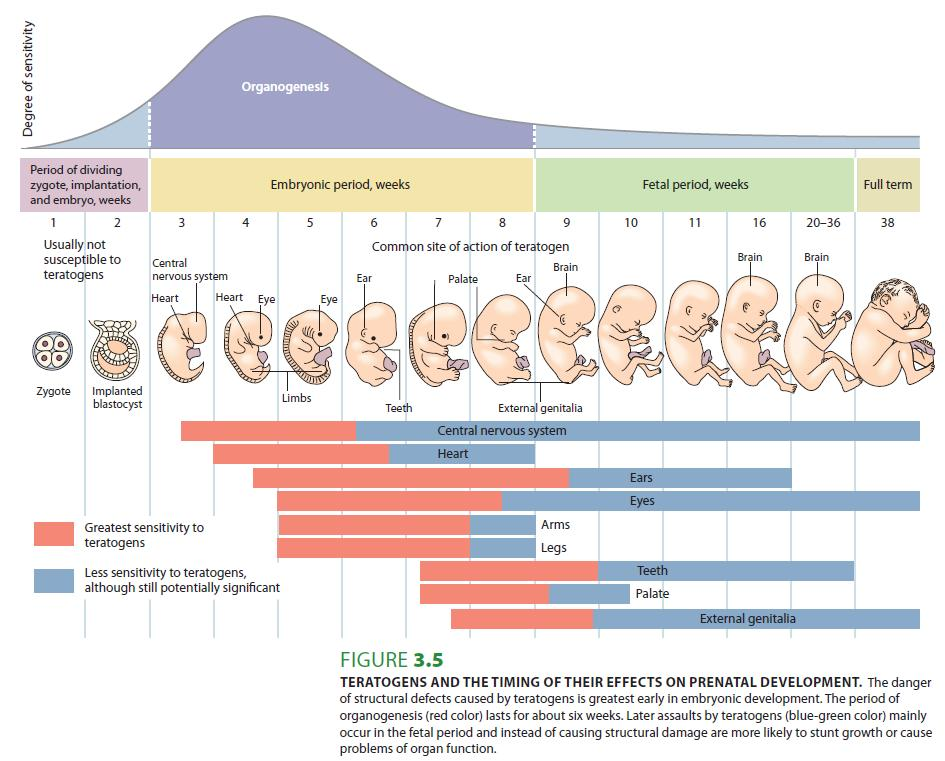 Degree of sensitivity
Organogenesis
Period of dividing
zygote, implantation,
and embryo, weeks
Embryonic period, weeks
Fetal period, weeks
Full term
1 2 3 4 5 6 7 8 9 10 11 16 20–36 38
Usually not
susceptible to
teratogens
Common site of action of teratogen
Central
nervous system
Heart
Heart
Eye
Eye
Ear
Palate
Ear
Brain
Brain
Brain
Zygote
Implanted
blastocyst
Limbs
Teeth
External genitalia
Central nervous system
Heart
Ears
Eyes
Arms
Legs
Teeth
Palate
External genitalia
Greatest sensitivity to
teratogens
Less sensitivity to teratogens,
although still potentially significant
FIGURE 3.5
TERATOGENS AND THE TIMING OF THEIR EFFECTS ON PRENATAL DEVELOPMENT. The danger
of structural defects caused by teratogens is greatest early in embryonic development. The period of
organogenesis (red color) lasts for about six weeks. Later assaults by teratogens (blue-green color) mainly
occur in the fetal period and instead of causing structural damage are more likely to stunt growth or cause
problems of organ function.